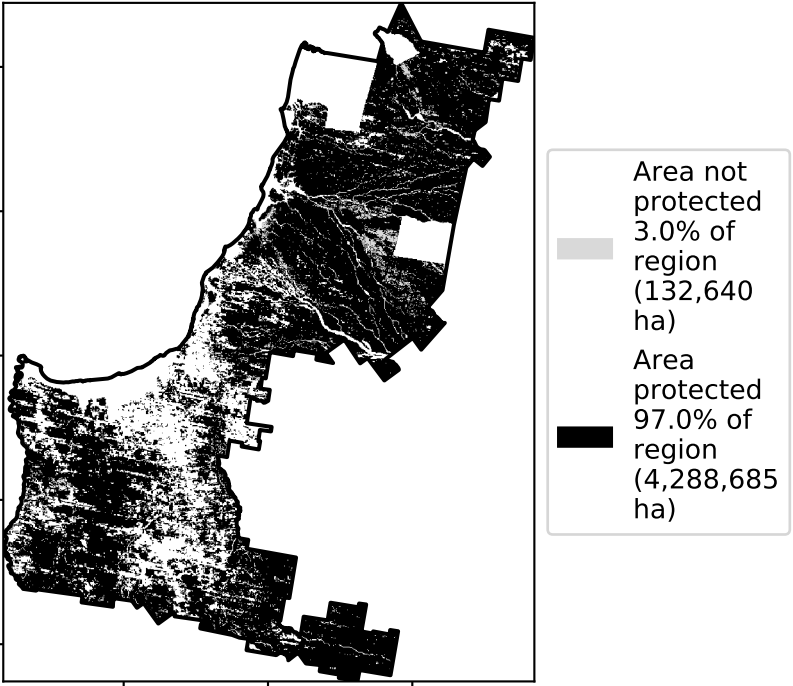 Area not
protected
3.0% of
region
(132,640
ha)
Area
protected
97.0% of
region
(4,288,685
ha)